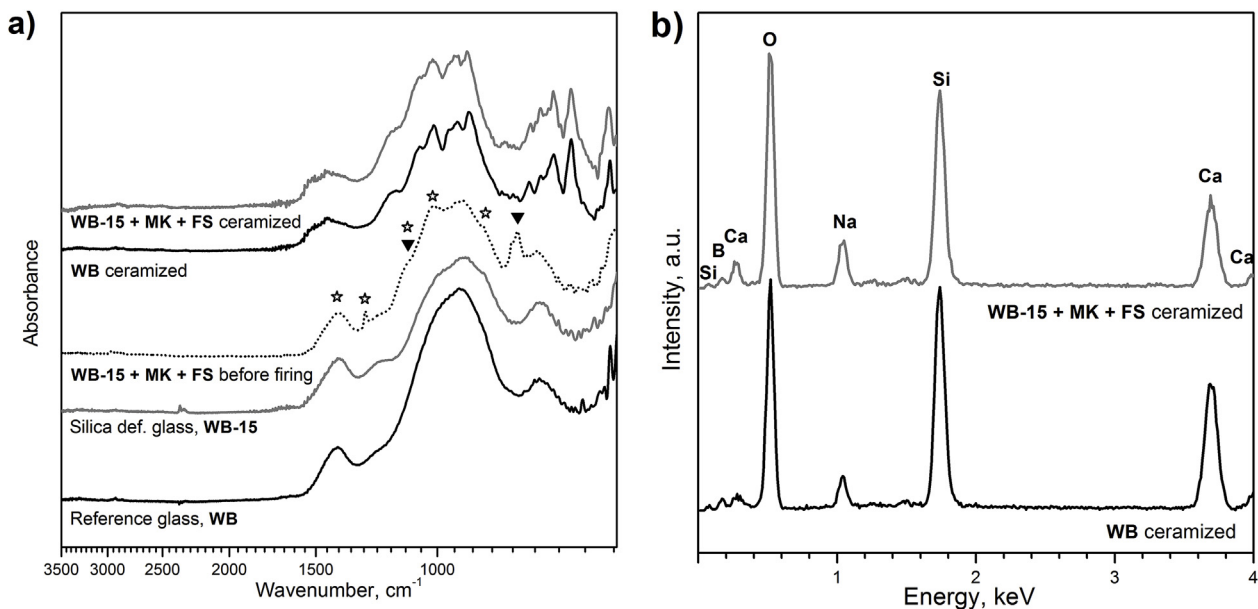 a)
Absorbance
WB-15 + MK + FS ceramized
WB ceramized
WB-15 + MK + FS before firing
Silica def. glass, WB-15
Reference glass, WB
3500 3000 2500 2000 1500 1000
Wavenumber, cm-1
b)
Intensity, a.u.
O
Si
Ca
Na
Ca
B
Si
Ca
WB-15 + MK + FS ceramized
WB ceramized
1 2 3 4
Energy, keV